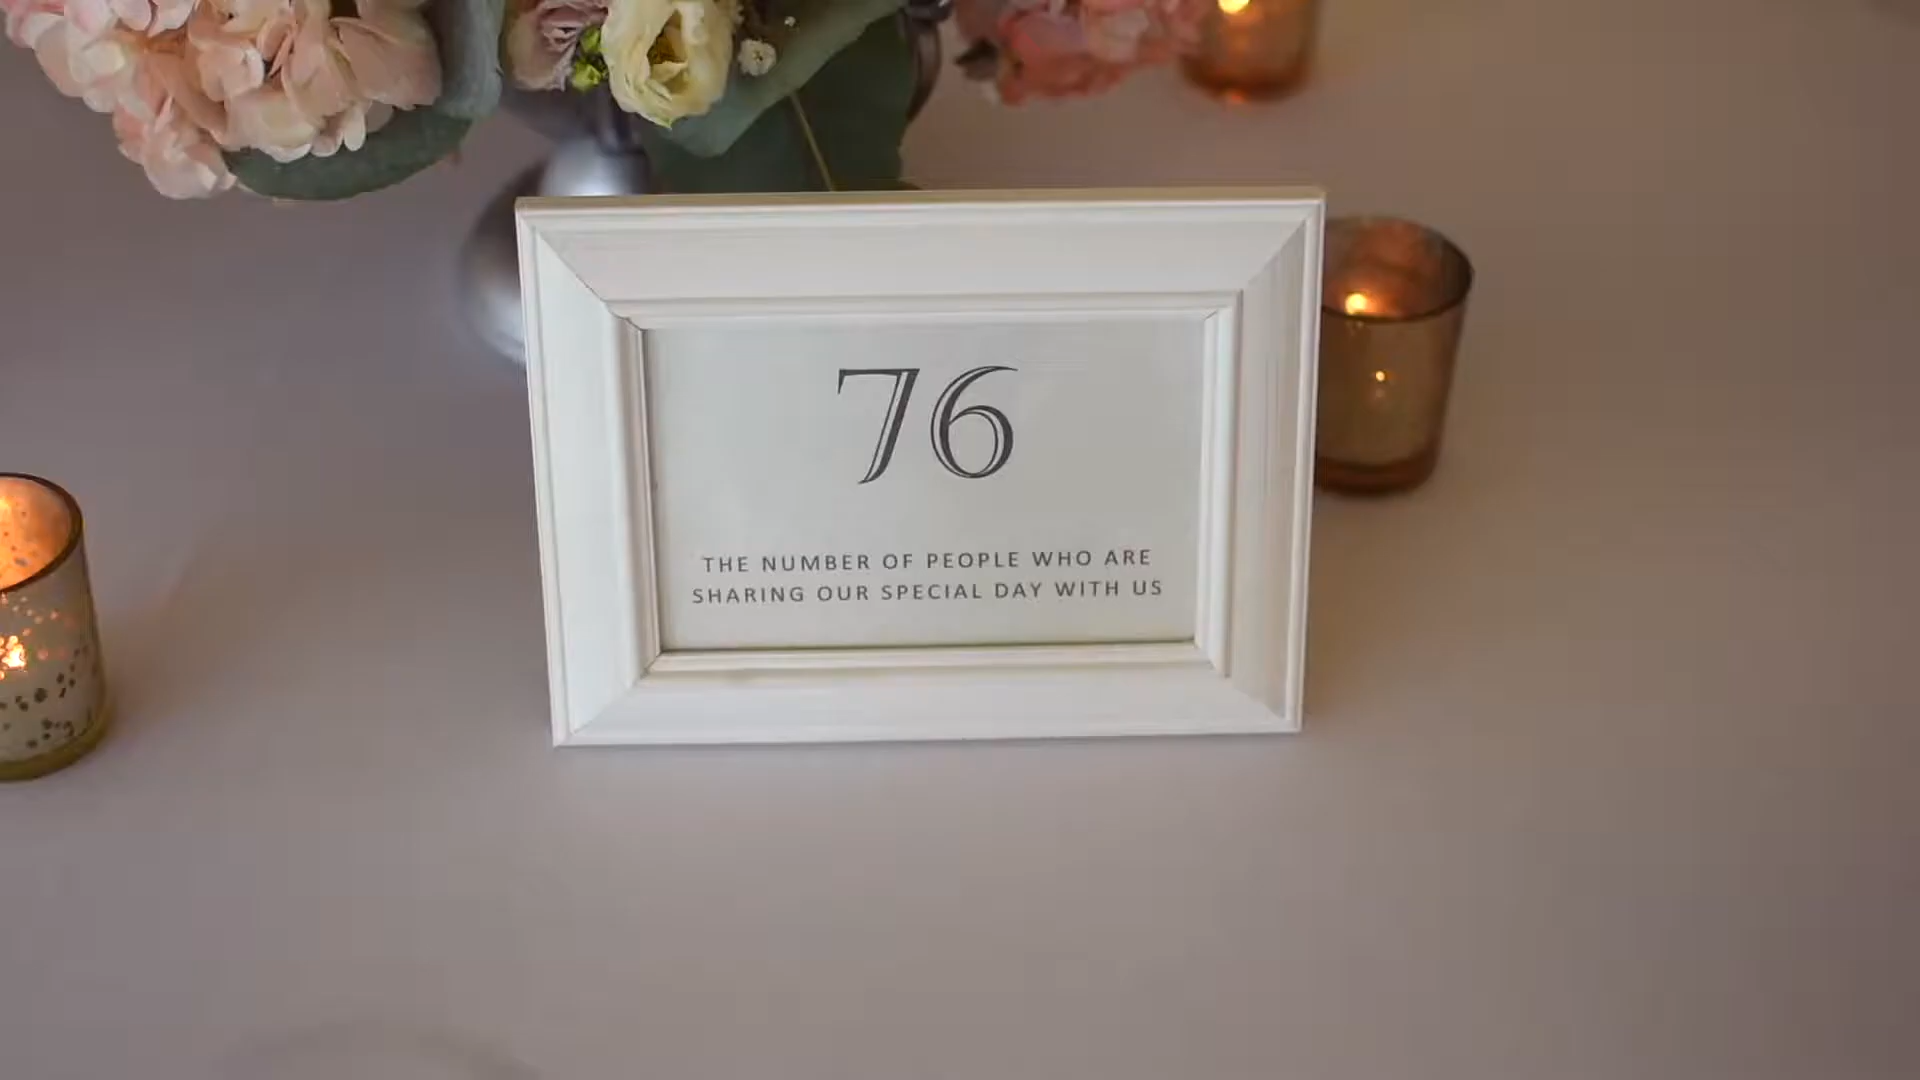 76
THE NUMBER OF PEOPLE WHO ARE
SHARING OUR SPECIAL DAY WITH US